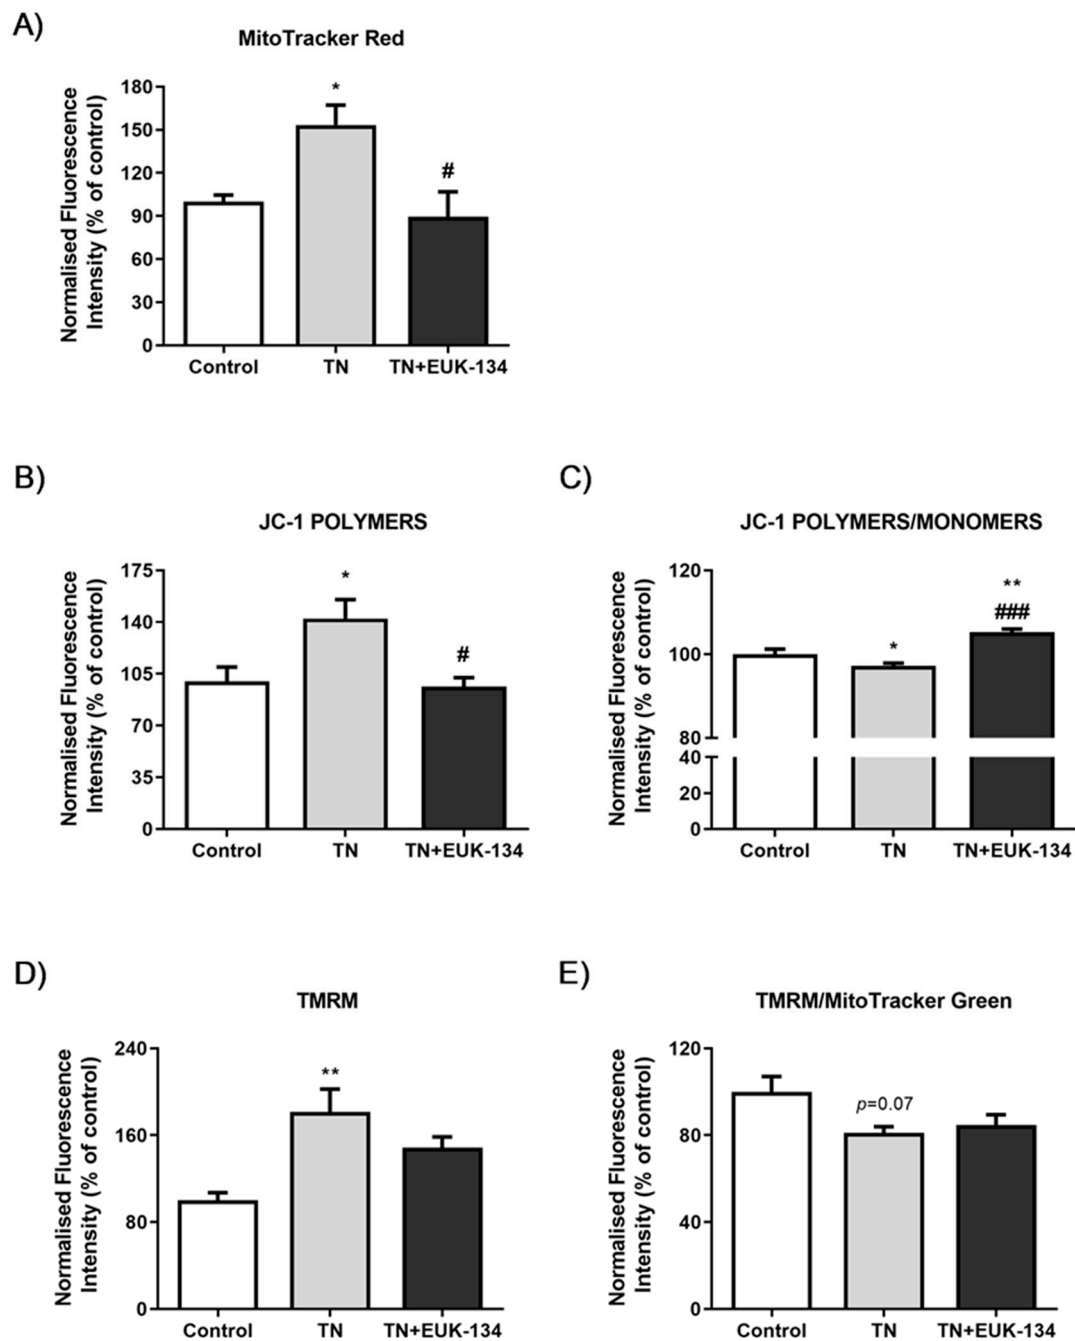 A)
MitoTracker Red
Normalised Fluorescence
Intensity (% of control)
180
150
120
90
60
30
0
*
#
Control TN TN+EUK-134
B)
JC-1 POLYMERS
Normalised Fluorescence
Intensity (% of control)
175
140
105
70
35
0
*
#
Control TN TN+EUK-134
C)
JC-1 POLYMERS/MONOMERS
Normalised Fluorescence
Intensity (% of control)
120
100
80
40
20
0
*
**
###
Control TN TN+EUK-134
D)
TMRM
Normalised Fluorescence
Intensity (% of control)
240
160
80
0
**
Control TN TN+EUK-134
E)
TMRM/MitoTracker Green
Normalised Fluorescence
Intensity (% of control)
120
80
40
0
p=0.07
Control TN TN+EUK-134